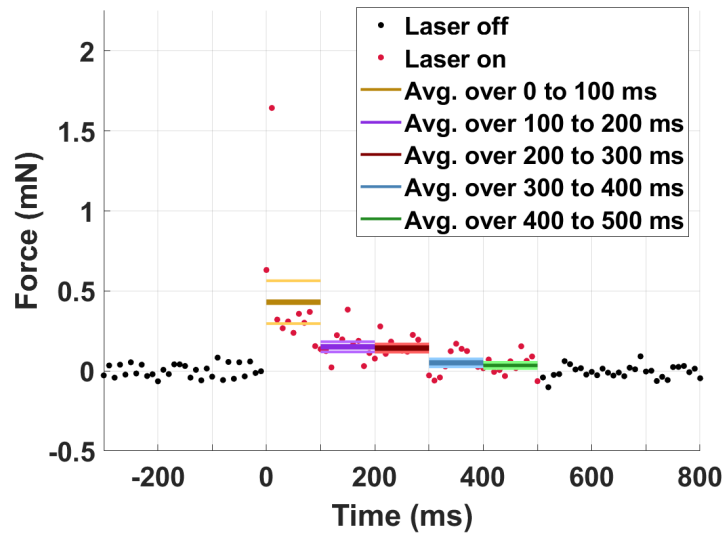 Laser off
Laser on
Avg. over 0 to 100 ms
Avg. over 100 to 200 ms
Avg. over 200 to 300 ms
Avg. over 300 to 400 ms
Avg. over 400 to 500 ms
Force (mN)
2
1.5
1
0.5
0
-0.5
-200
0
200
400
600
800
Time (ms)